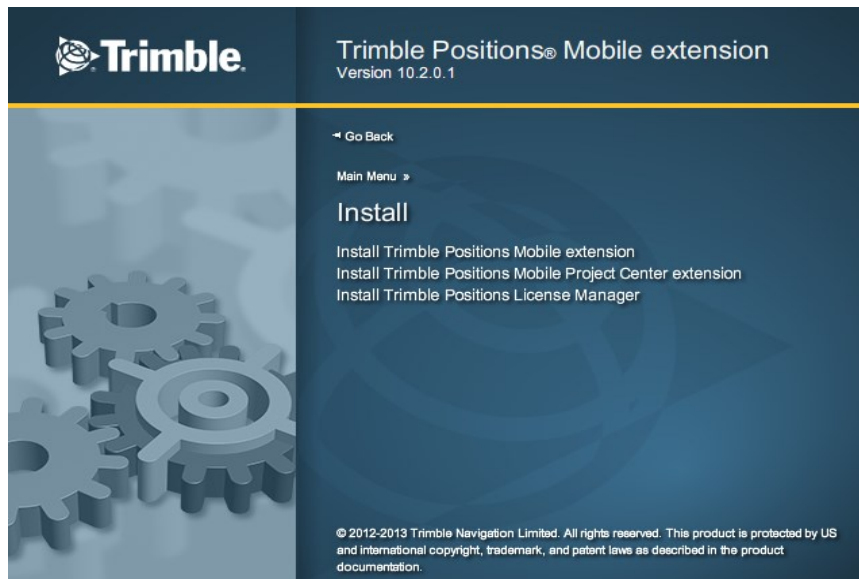 Trimble.
Trimble Positions® Mobile extension
Version 10.2.0.1
Go Back
Main Menu »
Install
Install Trimble Positions Mobile extension
Install Trimble Positions Mobile Project Center extension
Install Trimble Positions License Manager
© 2012-2013 Trimble Navigation Limited. All rights reserved. This product is protected by US
and international copyright, trademark, and patent laws as described in the product
documentation.